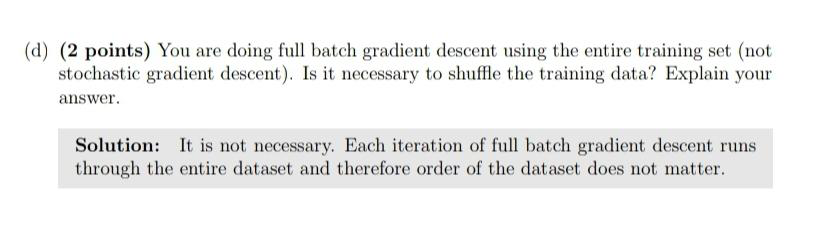 (d) (2 points) You are doing full batch gradient descent using the entire training set (not
stochastic gradient descent). Is it necessary to shuffle the training data? Explain your
answer.
Solution: It is not necessary. Each iteration of full batch gradient descent runs
through the entire dataset and therefore order of the dataset does not matter.